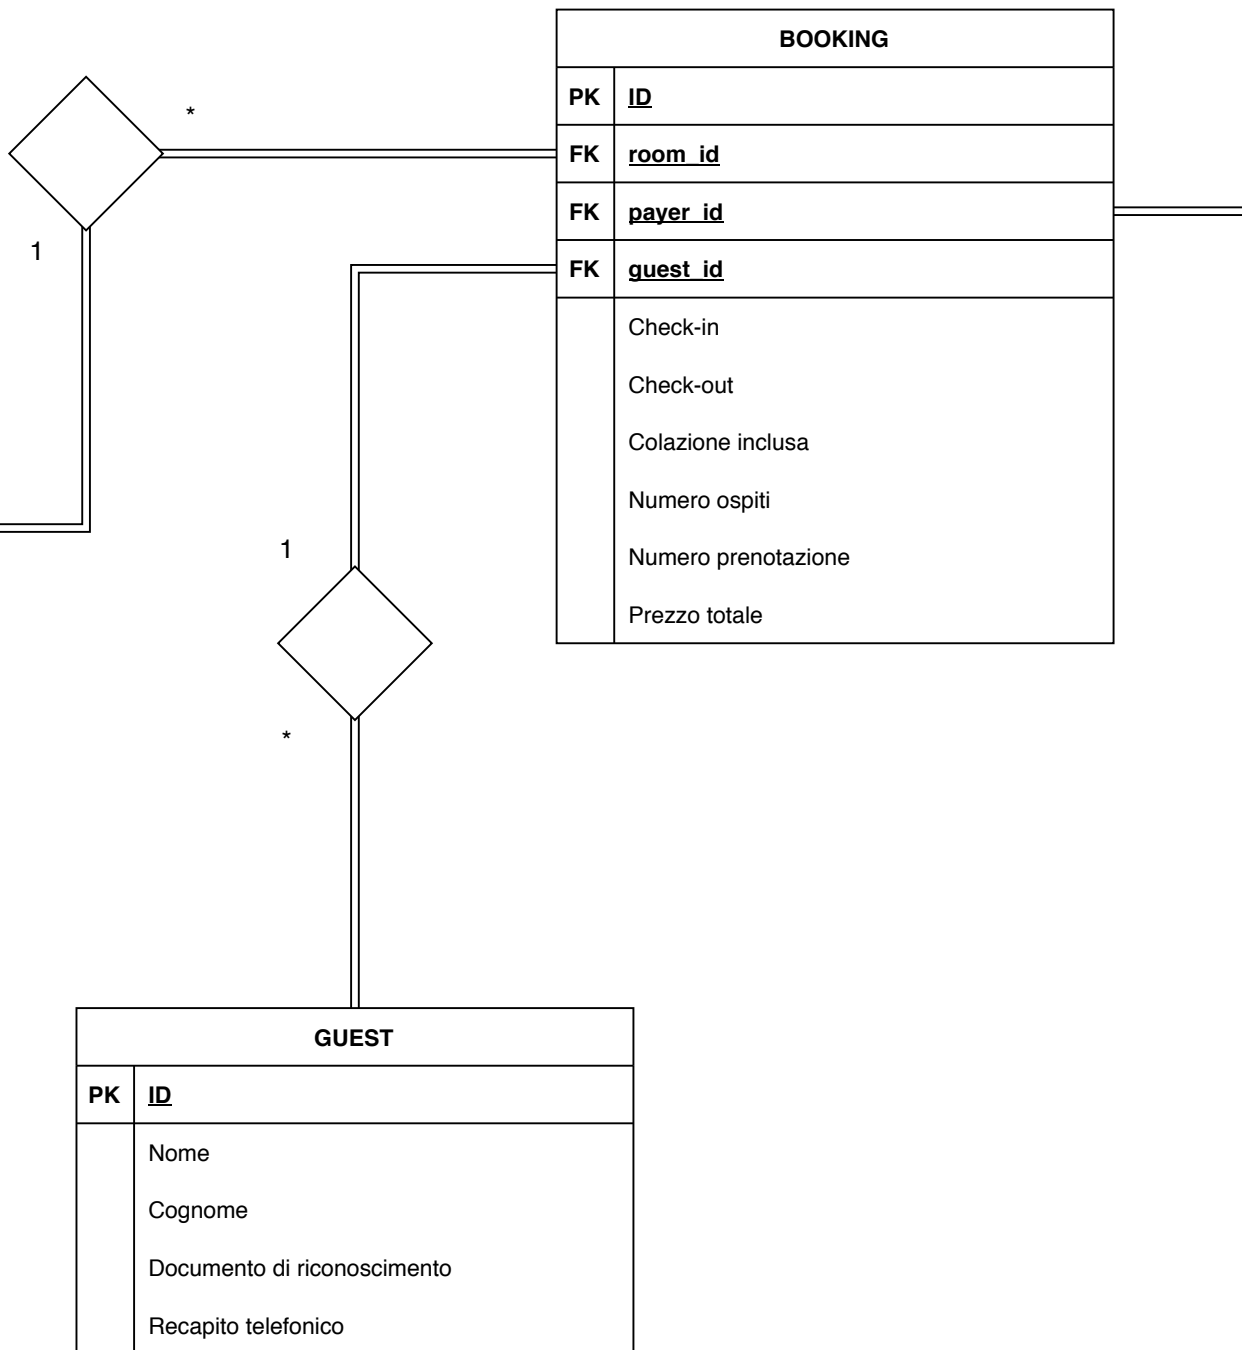 BOOKING
PK ID
FK room_id
FK payer_id
FK guest_id
Check-in
Check-out
Colazione inclusa
Numero ospiti
Numero prenotazione
Prezzo totale
*
1
1
*
GUEST
PK ID
Nome
Cognome
Documento di riconoscimento
Recapito telefonico